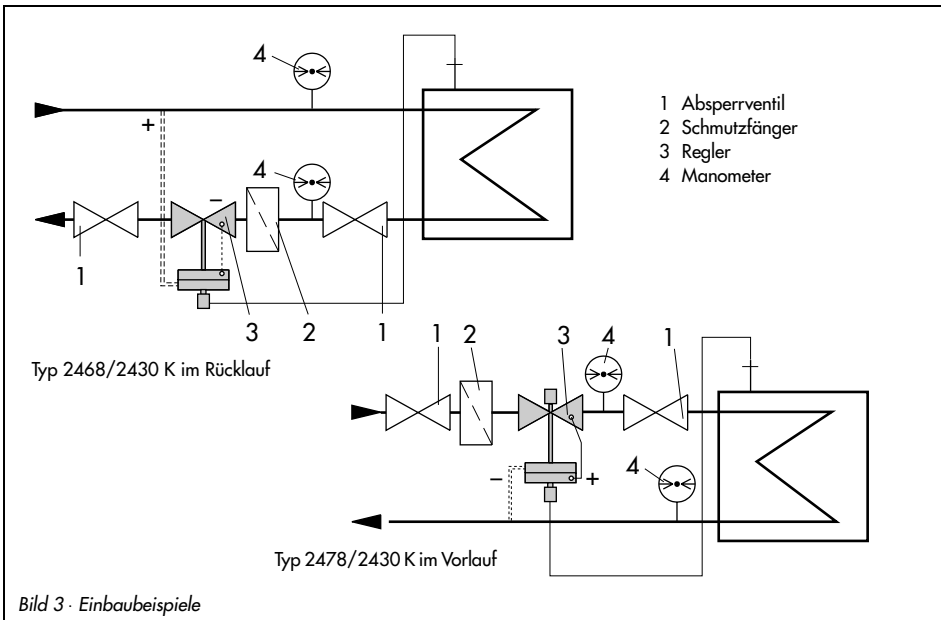 4
+
4
−
1
3
2
1
Typ 2468/2430 K im Rücklauf
1 Absperrventil
2 Schmutzfänger
3 Regler
4 Manometer
1
2
3
4
1
−
+
4
Typ 2478/2430 K im Vorlauf
Bild 3 · Einbaubeispiele